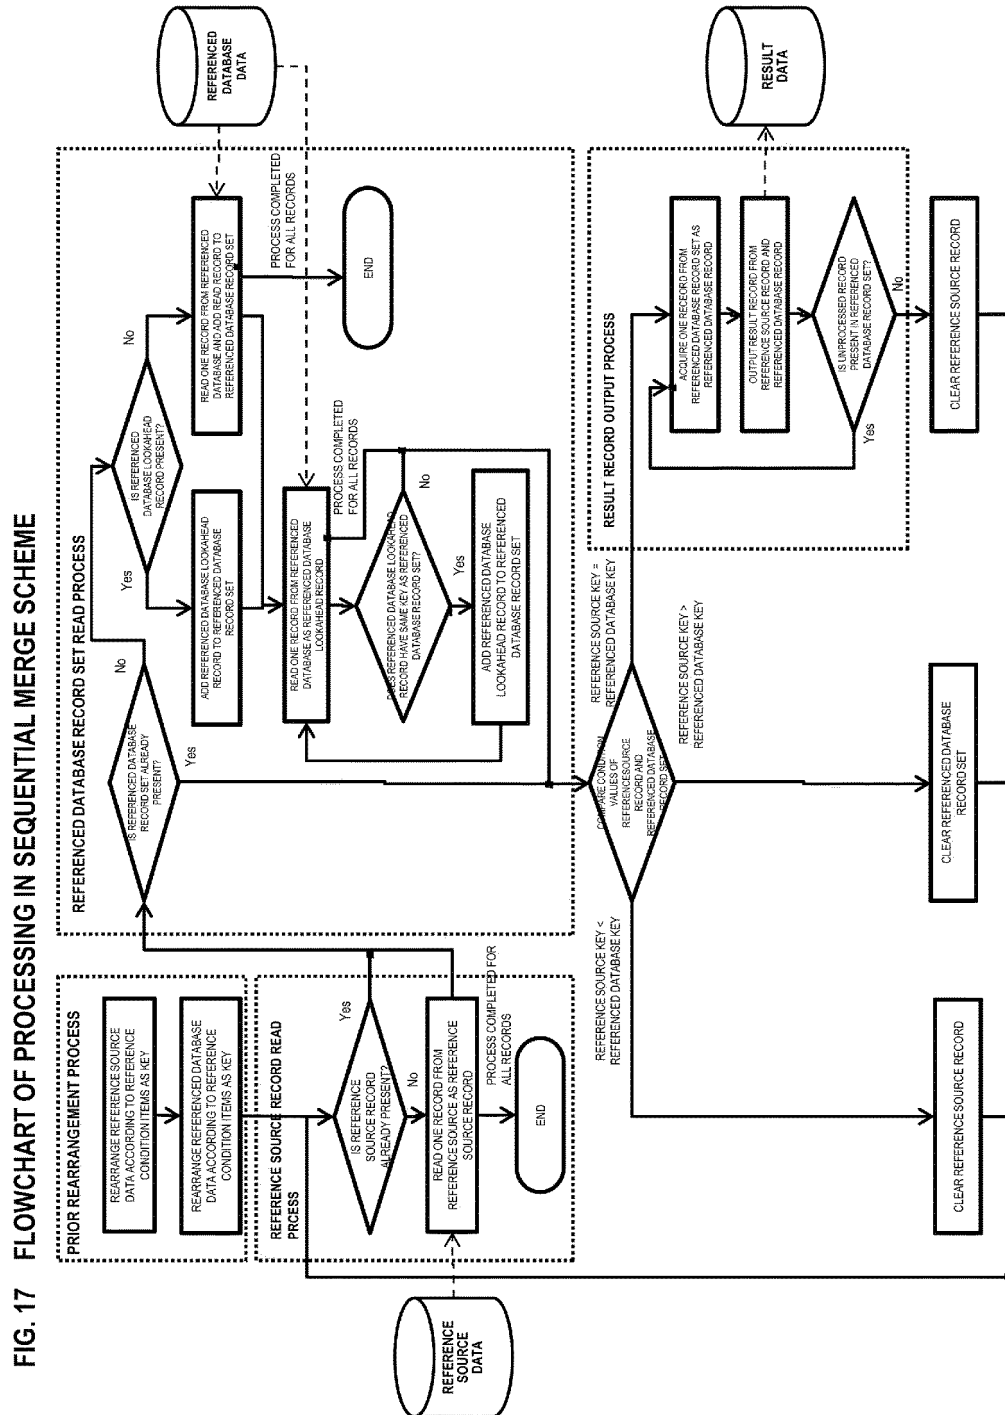 FIG. 17 FLOWCHART OF PROCESSING IN SEQUENTIAL MERGE SCHEME
PRIOR REARRANGEMENT PROCESS
REARRANGE REFERENCE SOURCE
DATA ACCORDING TO REFERENCE
CONDITION ITEMS AS KEY
REARRANGE REFERENCED DATABASE
DATA ACCORDING TO REFERENCE
CONDITION ITEMS AS KEY
REFERENCE SOURCE RECORD READ
PRCESS
IS REFERENCE
SOURCE RECORD
ALREADY PRESENT?
Yes
No
READ ONE RECORD FROM
REFERENCE SOURCE AS REFERENCE
SOURCE RECORD
PROCESS COMPLETED FOR
ALL RECORDS
END
REFERENCE
SOURCE
DATA
REFERENCED DATABASE RECORD SET READ PROCESS
IS REFERENCED DATABASE
RECORD SET ALREADY
PRESENT?
No
Yes
IS REFERENCED
DATABASE LOOKAHEAD
RECORD PRESENT?
Yes
No
ADD REFERENCED DATABASE LOOKAHEAD
RECORD TO REFERENCED DATABASE
RECORD SET
READ ONE RECORD FROM REFERENCED
DATABASE AND ADD READ RECORD TO
REFERENCED DATABASE RECORD SET
PROCESS COMPLETED
FOR ALL RECORDS
END
REFERENCED
DATABASE
DATA
READ ONE RECORD FROM REFERENCED
DATABASE AS REFERENCED DATABASE
LOOKAHEAD RECORD
PROCESS COMPLETED
FOR ALL RECORDS
DOES REFERENCED DATABASE LOOKAHEAD
RECORD HAVE SAME KEY AS REFERENCED
DATABASE RECORD SET?
No
Yes
ADD REFERENCED DATABASE
LOOKAHEAD RECORD TO REFERENCED
DATABASE RECORD SET
COMPARE CONDITION
VALUES OF
REFERENCESOURCE
RECORD AND
REFERENCED DATABASE
RECORD SET
REFERENCE SOURCE KEY <
REFERENCED DATABASE KEY
REFERENCE SOURCE KEY >
REFERENCED DATABASE KEY
REFERENCE SOURCE KEY =
REFERENCED DATABASE KEY
RESULT RECORD OUTPUT PROCESS
ACQUIRE ONE RECEORD FROM
REFERENCED DATABASE RECORD SET AS
REFERENCED DATABASE RECORD
OUTPUT RESULT RECORD FROM
REFERENCE SOURCE RECORD AND
REFERENCED DATABASE RECORD
IS UNPROCESSED RECORD
PRESENT IN REFERENCED
DATABASE RECORD SET?
Yes
No
RESULT
DATA
CLEAR REFERENCE SOURCE RECORD
CLEAR REFERENCED DATABASE
RECORD SET
CLEAR REFERENCE SOURCE RECORD